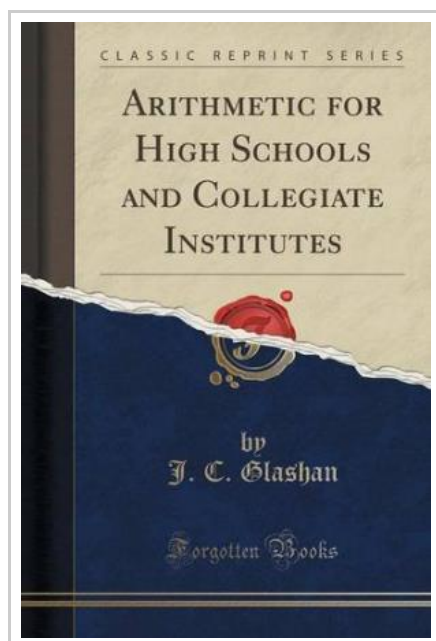 CLASSIC REPRINT SERIES
ARITHMETIC FOR
HIGH SCHOOLS
AND COLLEGIATE
INSTITUTES
F
by
J. C. Glashan
Forgotten Books